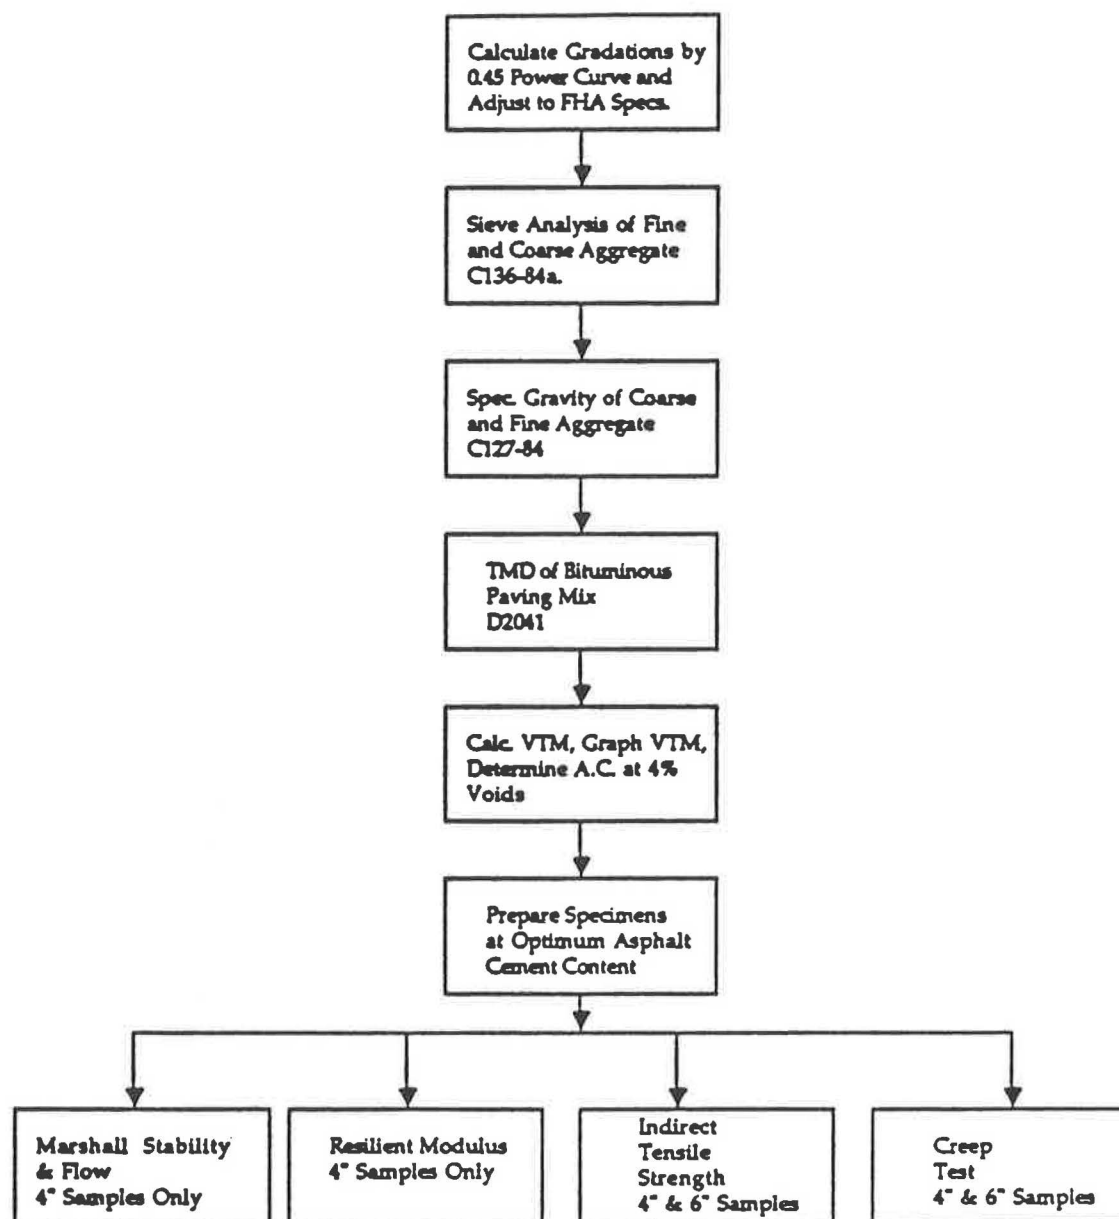 Calculate Gradations by
0.45 Power Curve and
Adjust to FHA Specs.
Sieve Analysis of Fine
and Coarse Aggregate
C136-84a.
Spec. Gravity of Coarse
and Fine Aggregate
C127-84
TMD of Bituminous
Paving Mix
D2041
Calc. VTM, Graph VTM,
Determine A.C. at 4%
Voids
Prepare Specimens
at Optimum Asphalt
Cement Content
Marshall Stability
& Flow
4" Samples Only
Resilient Modulus
4" Samples Only
Indirect
Tensile
Strength
4" & 6" Samples
Creep
Test
4" & 6" Samples